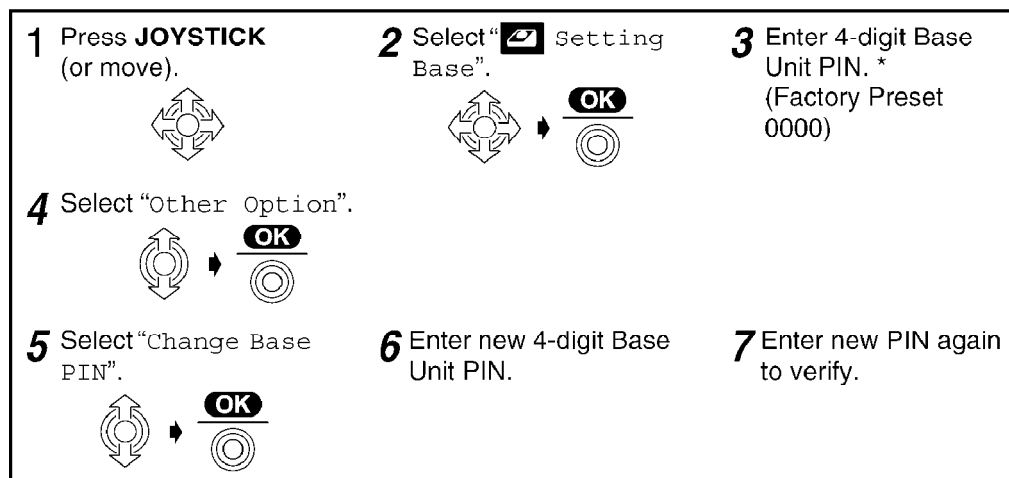 1 Press JOYSTICK
(or move).
2 Select “ Setting
Base”.
OK
3 Enter 4-digit Base
Unit PIN. *
(Factory Preset
0000)
4 Select “Other Option”.
OK
5 Select “Change Base
PIN”.
OK
6 Enter new 4-digit Base
Unit PIN.
7 Enter new PIN again
to verify.